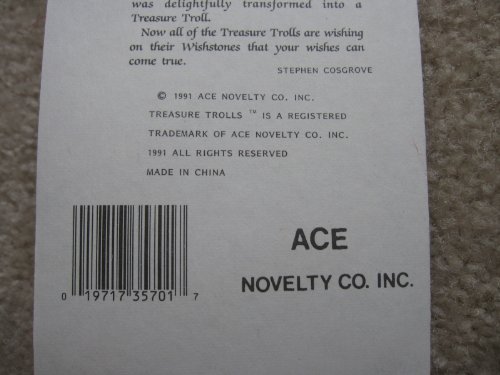 was delightfully transformed into a
Treasure Troll.
Now all of the Treasure Trolls are wishing
on their Wishstones that your wishes can
come true.
STEPHEN COSGROVE
© 1991 ACE NOVELTY CO. INC.
TREASURE TROLLS ™ IS A REGISTERED
TRADEMARK OF ACE NOVELTY CO. INC.
1991 ALL RIGHTS RESERVED
MADE IN CHINA
0 19717 35701 7
ACE
NOVELTY CO. INC.